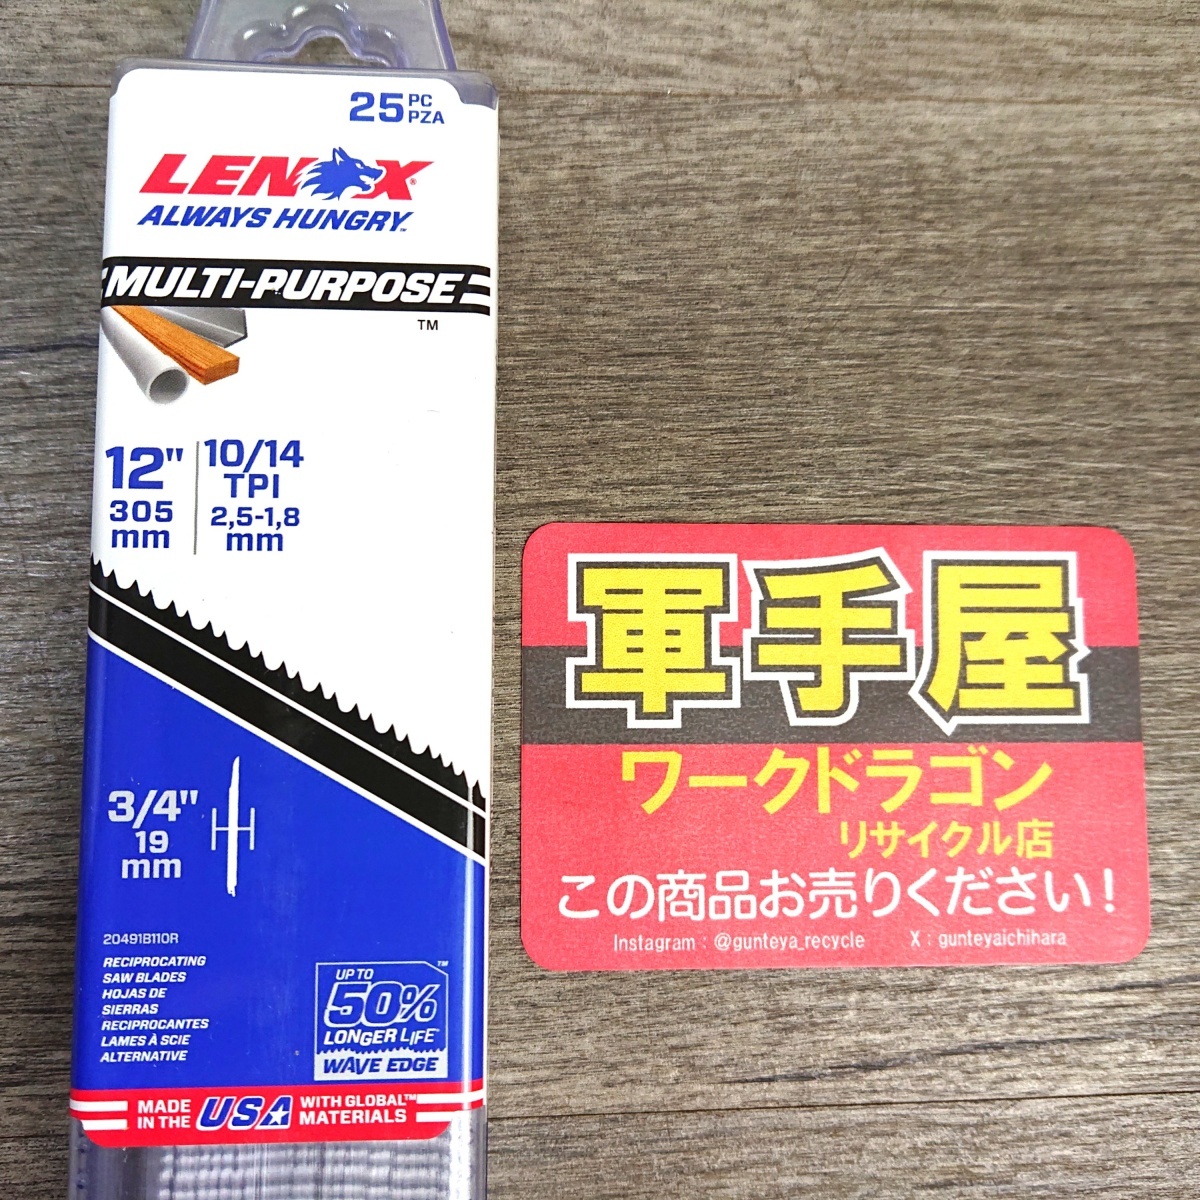 25 PC
PZA
LENOX®
ALWAYS HUNGRY™
MULTI-PURPOSE
™
12"
305
mm
10/14
TPI
2,5-1,8
mm
3/4"
19
mm
20491B110R
RECIPROCATING
SAW BLADES
HOJAS DE
SIERRAS
RECIPROCANTES
LAMES À SCIE
ALTERNATIVE
UP TO ™
50%
LONGER LIFE*
WAVE EDGE
MADE
IN THE
USA
WITH GLOBAL™
MATERIALS
軍手屋
ワークドラゴン
リサイクル店
この商品お売りください!
Instagram:@gunteya_recycle X:gunteyaichihara